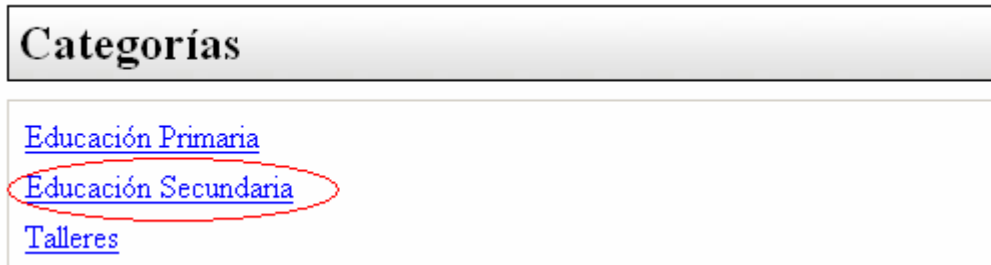 Categorías
Educación Primaria
Educación Secundaria
Talleres